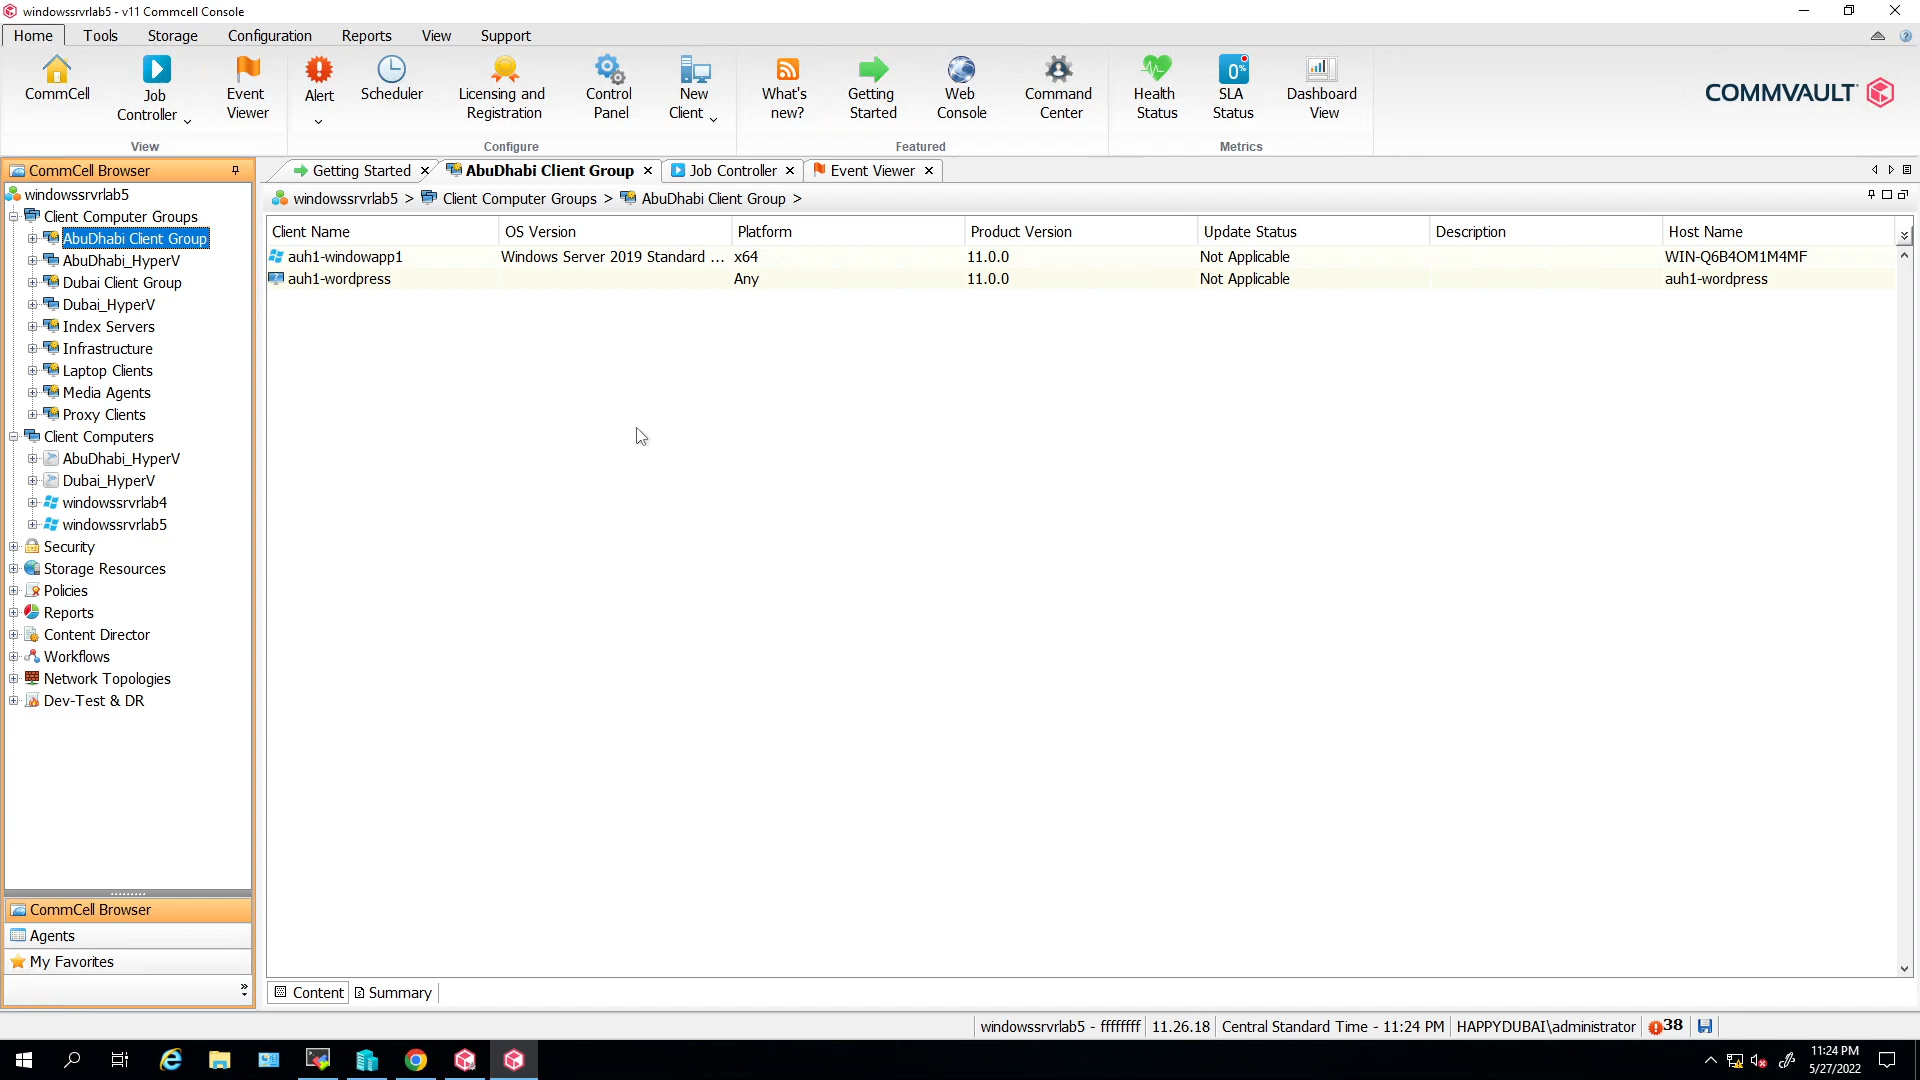 windowssrvrlab5 - v11 Commcell Console
Home Tools Storage Configuration Reports View Support
CommCell
Job Controller
Event Viewer
Alert
Scheduler
Licensing and Registration
Control Panel
New Client
What's new?
Getting Started
Web Console
Command Center
Health Status
0%
SLA Status
Dashboard View
COMMVAULT
View Configure Featured Metrics
CommCell Browser
Getting Started AbuDhabi Client Group Job Controller Event Viewer
windowssrvrlab5 > Client Computer Groups > AbuDhabi Client Group >
windowssrvrlab5
Client Computer Groups
AbuDhabi Client Group
AbuDhabi_HyperV
Dubai Client Group
Dubai_HyperV
Index Servers
Infrastructure
Laptop Clients
Media Agents
Proxy Clients
Client Computers
AbuDhabi_HyperV
Dubai_HyperV
windowssrvrlab4
windowssrvrlab5
Security
Storage Resources
Policies
Reports
Content Director
Workflows
Network Topologies
Dev-Test & DR
CommCell Browser
Agents
My Favorites
Client Name OS Version Platform Product Version Update Status Description Host Name
auh1-windowapp1 Windows Server 2019 Standard ... x64 11.0.0 Not Applicable WIN-Q6B4OM1M4MF
auh1-wordpress Any 11.0.0 Not Applicable auh1-wordpress
Content Summary
windowssrvrlab5 - ffffffff 11.26.18 Central Standard Time - 11:24 PM HAPPYDUBAI\administrator 38
11:24 PM
5/27/2022